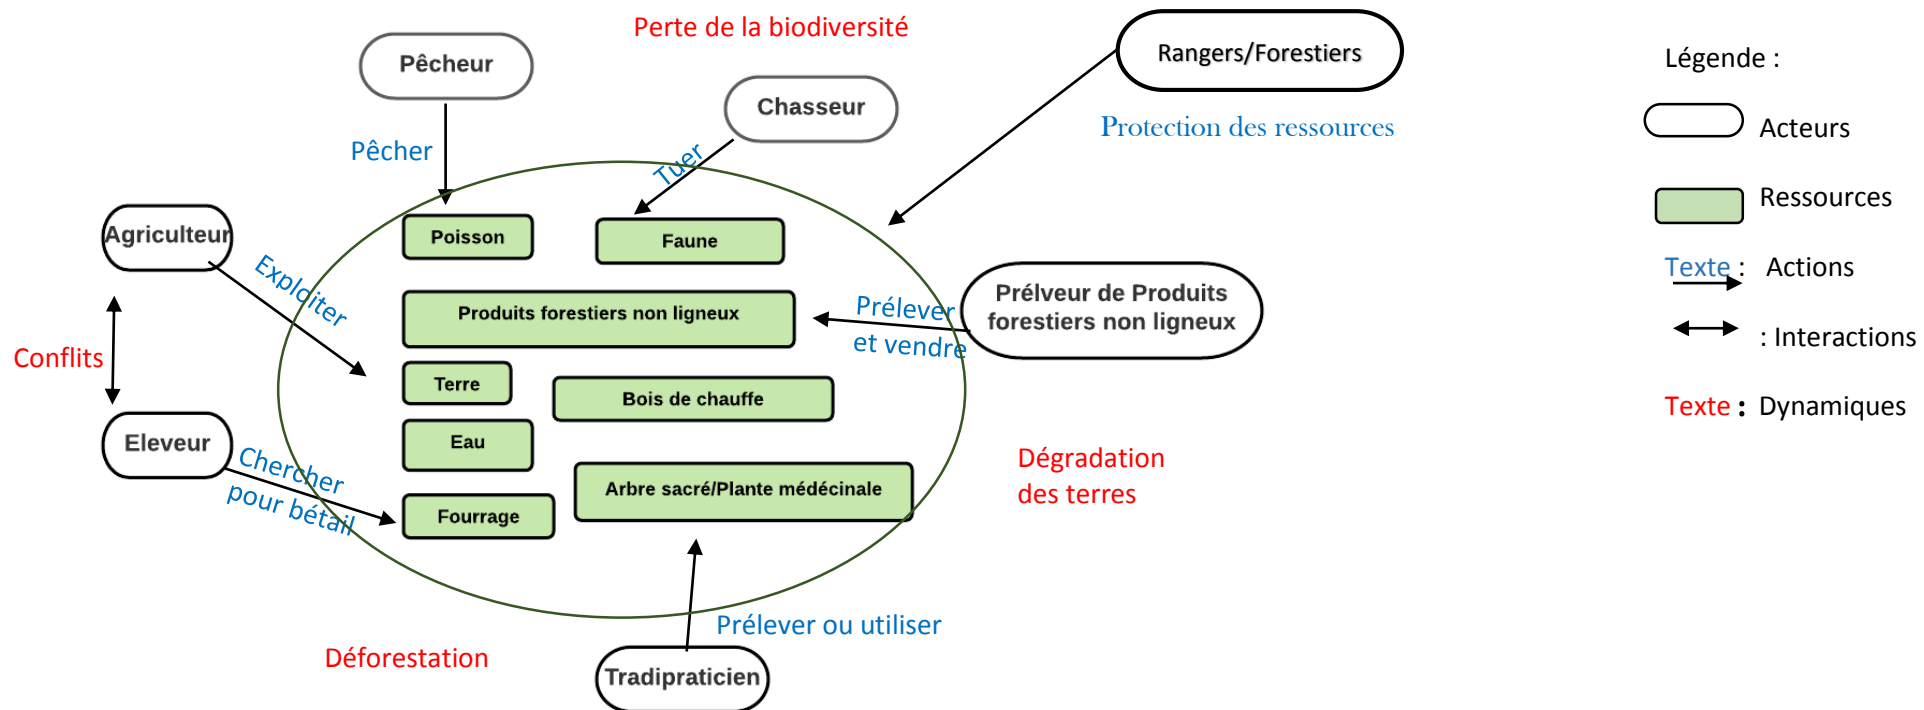 Perte de la biodiversité
Pêcheur
Chasseur
Rangers/Forestiers
Protection des ressources
Pêcher
Tuer
Agriculteur
Exploiter
Conflits
Eleveur
Chercher
pour bétail
Poisson
Faune
Produits forestiers non ligneux
Terre
Bois de chauffe
Eau
Arbre sacré/Plante médécinale
Fourrage
Prélever
et vendre
Prélveur de Produits
forestiers non ligneux
Dégradation
des terres
Prélever ou utiliser
Déforestation
Tradipraticien
Légende :
Acteurs
Ressources
Texte : Actions
: Interactions
Texte : Dynamiques